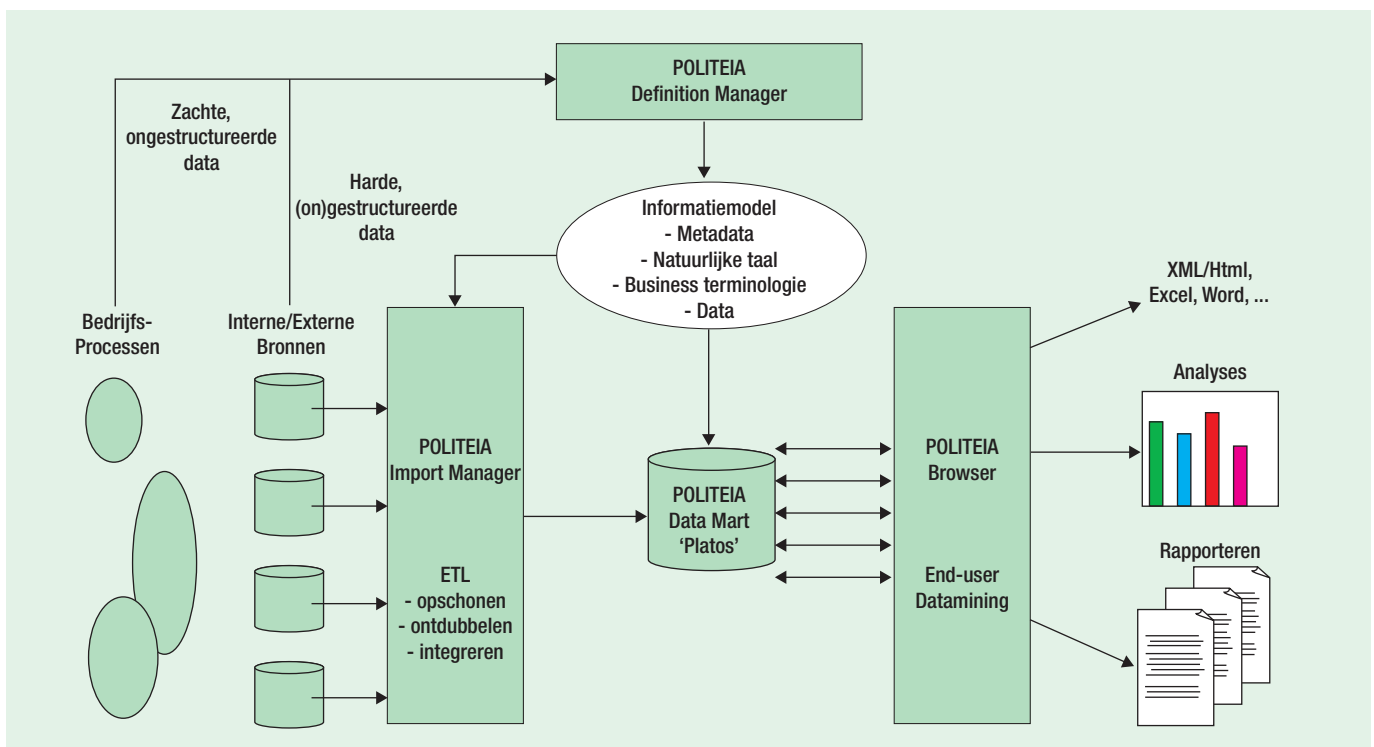 POLITEIA
Definition Manager
Zachte,
ongestructureerde
data
Harde,
(on)gestructureerde
data
Informatiemodel
- Metadata
- Natuurlijke taal
- Business terminologie
- Data
Bedrijfs-
Processen
Interne/Externe
Bronnen
POLITEIA
Import Manager
ETL
- opschonen
- ontdubbelen
- integreren
POLITEIA
Data Mart
‘Platos’
POLITEIA
Browser
End-user
Datamining
XML/Html,
Excel, Word, ...
Analyses
Rapporteren